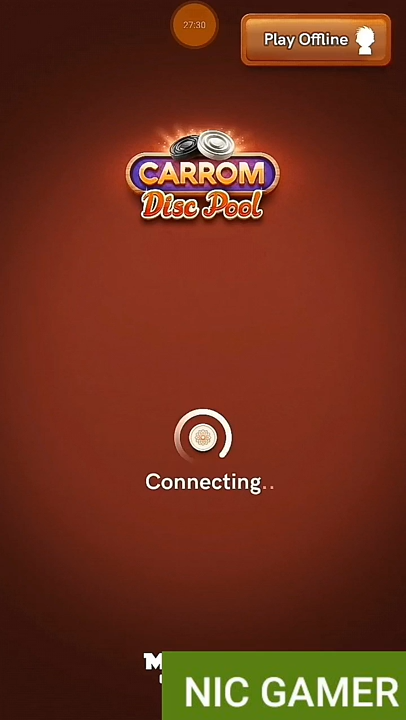 27:30
Play Offline
CARROM
Disc Pool
Connecting..
NIC GAMER